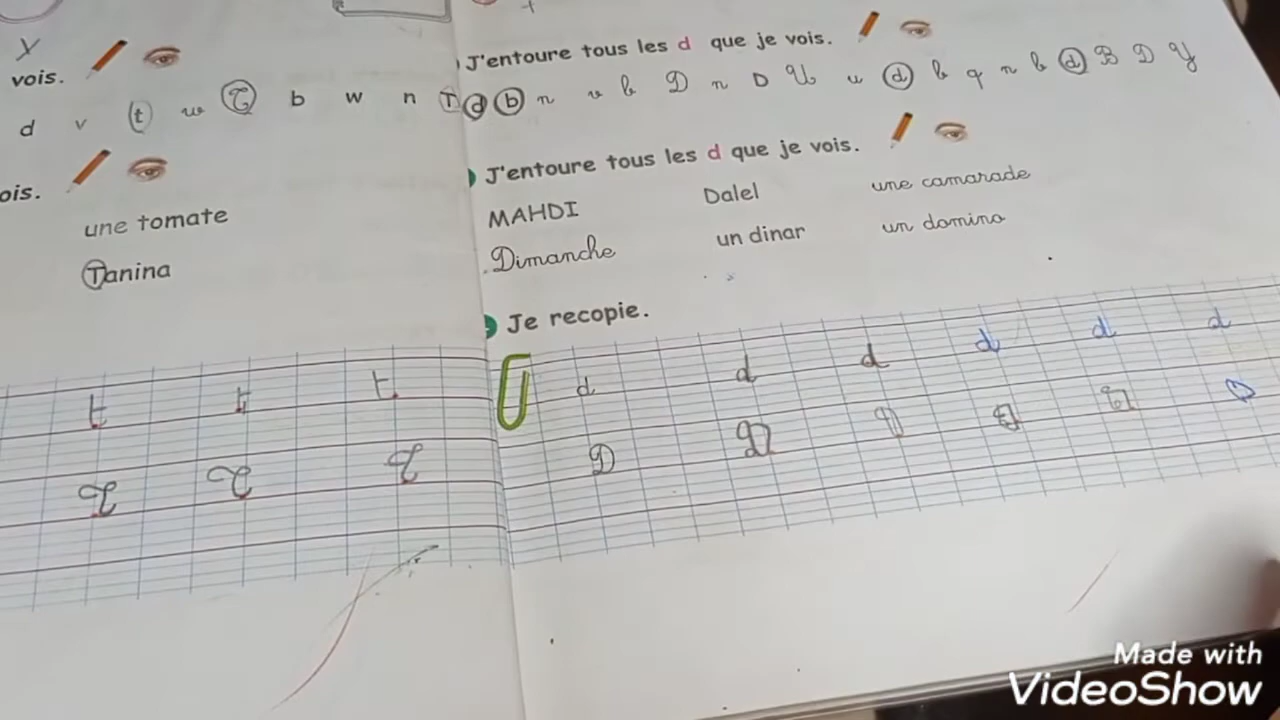 y
vois.
d v t w T b w n T
ois.
une tomate
Tanina
t t t
T T T
J'entoure tous les d que je vois.
d b n v b D n D U u d b q n b d B D Y
J'entoure tous les d que je vois.
MAHDI Dalel une camarade
Dimanche un dinar un domino
Je recopie.
d d d d d d
D D
Made with
VideoShow